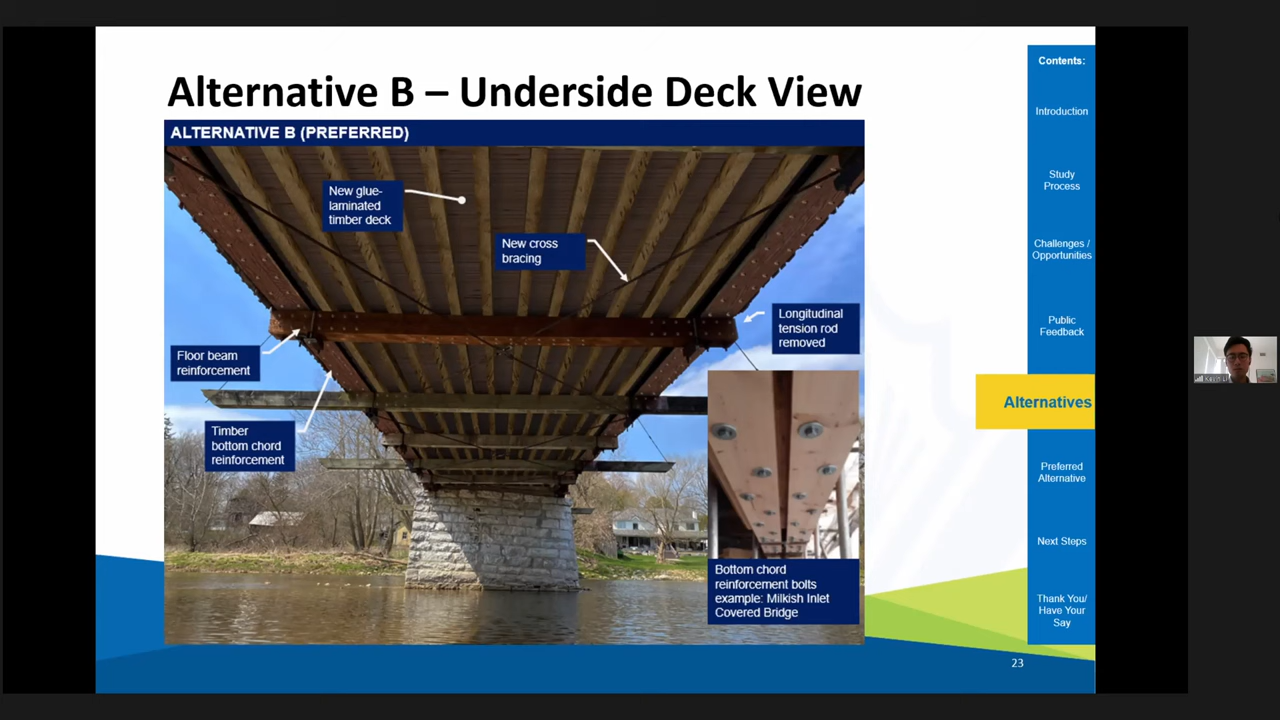 Alternative B – Underside Deck View
ALTERNATIVE B (PREFERRED)
New glue-
laminated
timber deck
New cross
bracing
Longitudinal
tension rod
removed
Floor beam
reinforcement
Timber
bottom chord
reinforcement
Bottom chord
reinforcement bolts
example: Milkish Inlet
Covered Bridge
Contents:
Introduction
Study
Process
Challenges /
Opportunities
Public
Feedback
Alternatives
Preferred
Alternative
Next Steps
Thank You/
Have Your
Say
23